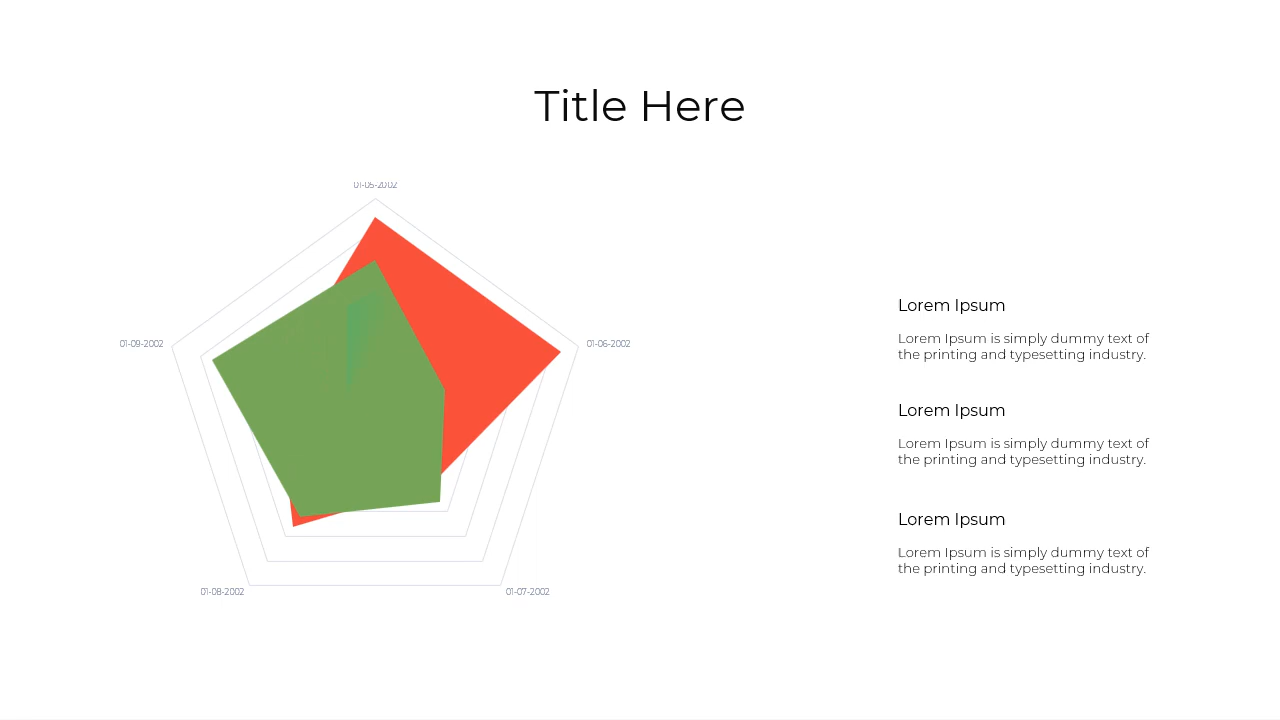 Title Here
01-05-2002
01-09-2002
01-06-2002
01-08-2002
01-07-2002
Lorem Ipsum
Lorem Ipsum is simply dummy text of
the printing and typesetting industry.
Lorem Ipsum
Lorem Ipsum is simply dummy text of
the printing and typesetting industry.
Lorem Ipsum
Lorem Ipsum is simply dummy text of
the printing and typesetting industry.